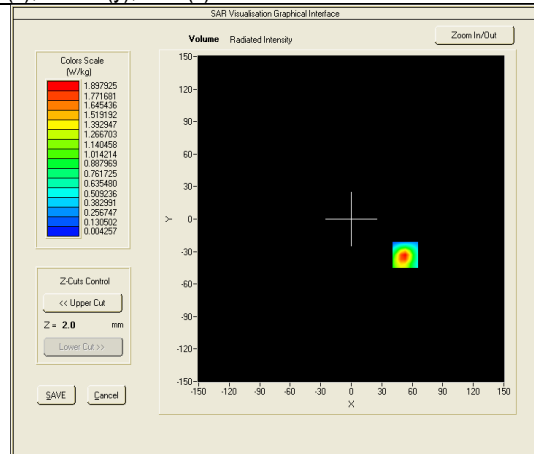 SAR Visualisation Graphical Interface
Volume Radiated Intensity
Zoom In/Out
Colors Scale
(W/kg)
1.897925
1.771681
1.645436
1.519192
1.392947
1.266703
1.140458
1.014214
0.887969
0.761725
0.635480
0.509236
0.382991
0.256747
0.130502
0.004257
150-
120-
90-
60-
30-
Y 0-
-30-
-60-
-90-
-120-
-150-
-150 -120 -90 -60 -30 0 30 60 90 120 150
X
Z-Cuts Control
<< Upper Cut
Z = 2.0 mm
Lower Cut >>
SAVE Cancel